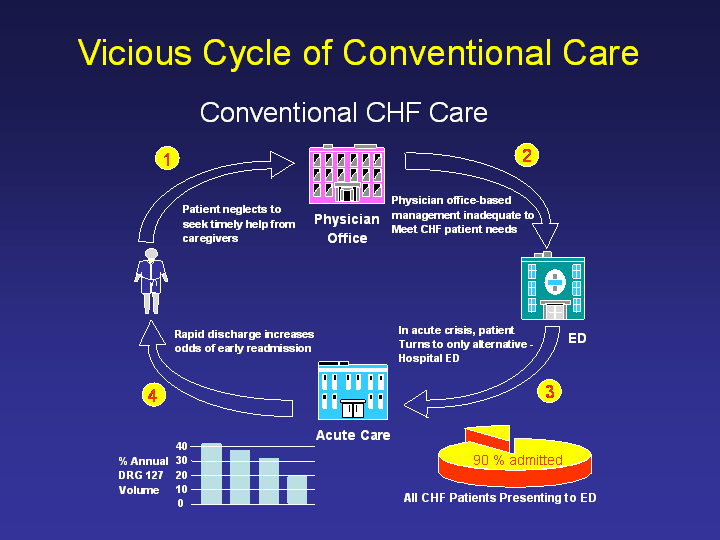 Vicious Cycle of Conventional Care
Conventional CHF Care
1
2
Patient neglects to
seek timely help from
caregivers
Physician
Office
Physician office-based
management inadequate to
Meet CHF patient needs
ED
In acute crisis, patient
Turns to only alternative -
Hospital ED
3
Rapid discharge increases
odds of early readmission
4
Acute Care
% Annual
DRG 127
Volume
40
30
20
10
0
90 % admitted
All CHF Patients Presenting to ED